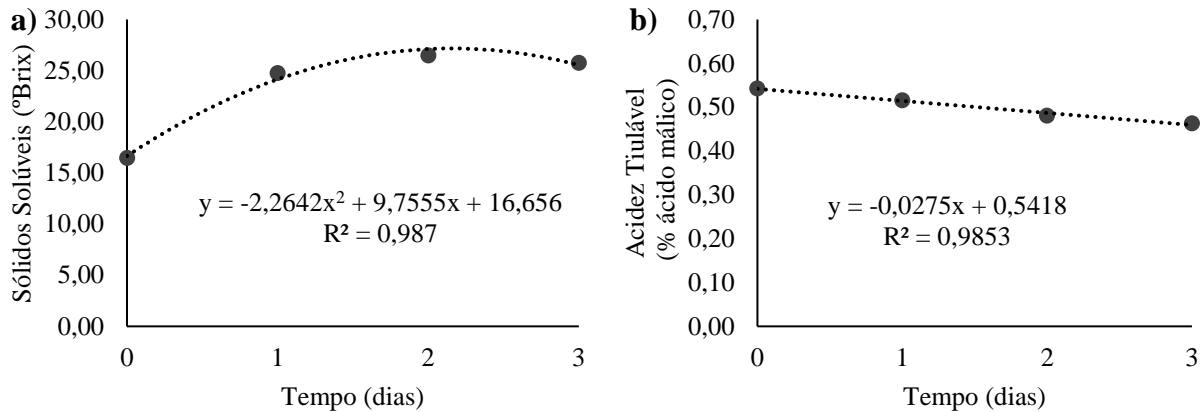 a)
Sólidos Solúveis (ºBrix)
30,00
25,00
20,00
15,00
10,00
5,00
0,00
y = -2,2642x² + 9,7555x + 16,656
R² = 0,987
0 1 2 3
Tempo (dias)
b)
Acidez Tiulável
(% ácido málico)
0,70
0,60
0,50
0,40
0,30
0,20
0,10
0,00
y = -0,0275x + 0,5418
R² = 0,9853
0 1 2 3
Tempo (dias)